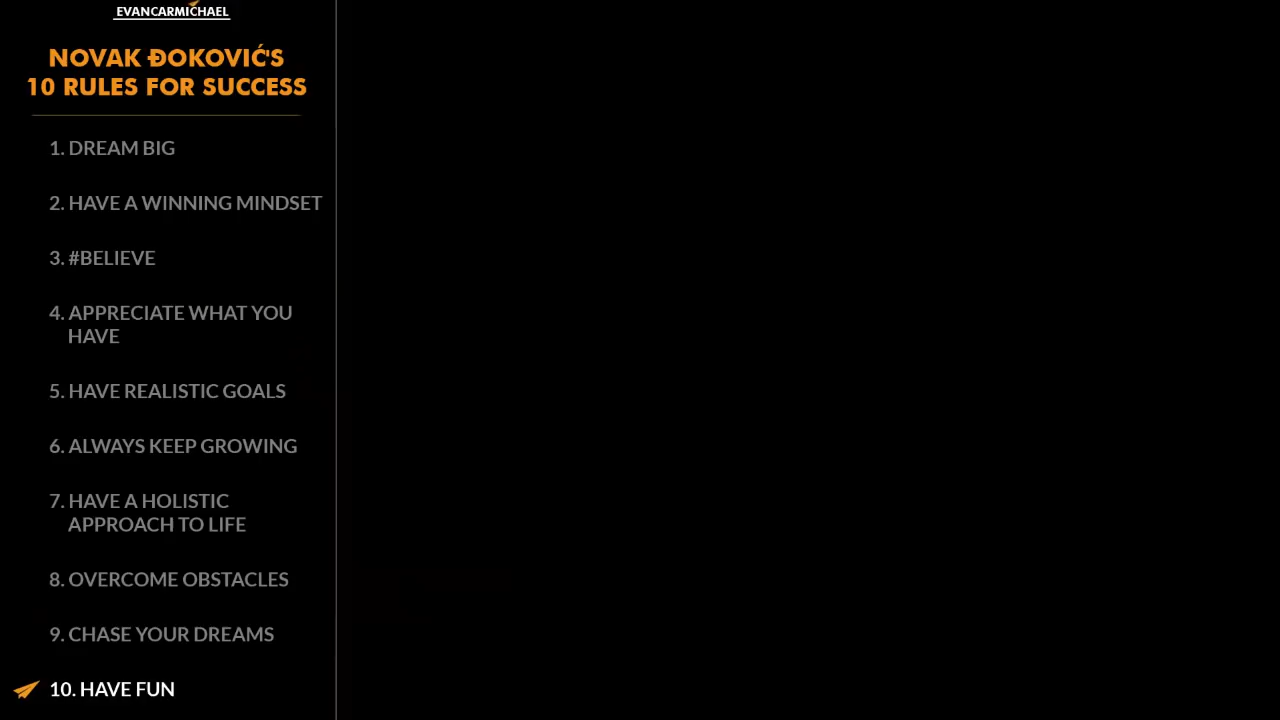 EVANCARMICHAEL
NOVAK ĐOKOVIĆ'S
10 RULES FOR SUCCESS
1. DREAM BIG
2. HAVE A WINNING MINDSET
3. #BELIEVE
4. APPRECIATE WHAT YOU
HAVE
5. HAVE REALISTIC GOALS
6. ALWAYS KEEP GROWING
7. HAVE A HOLISTIC
APPROACH TO LIFE
8. OVERCOME OBSTACLES
9. CHASE YOUR DREAMS
10. HAVE FUN